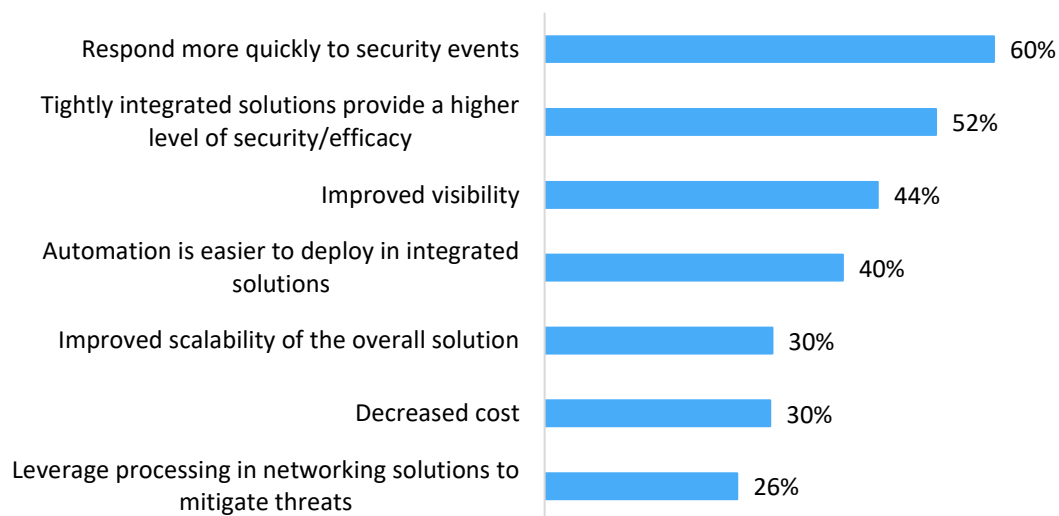 Respond more quickly to security events
60%
Tightly integrated solutions provide a higher
level of security/efficacy
52%
Improved visibility
44%
Automation is easier to deploy in integrated
solutions
40%
Improved scalability of the overall solution
30%
Decreased cost
30%
Leverage processing in networking solutions to
mitigate threats
26%